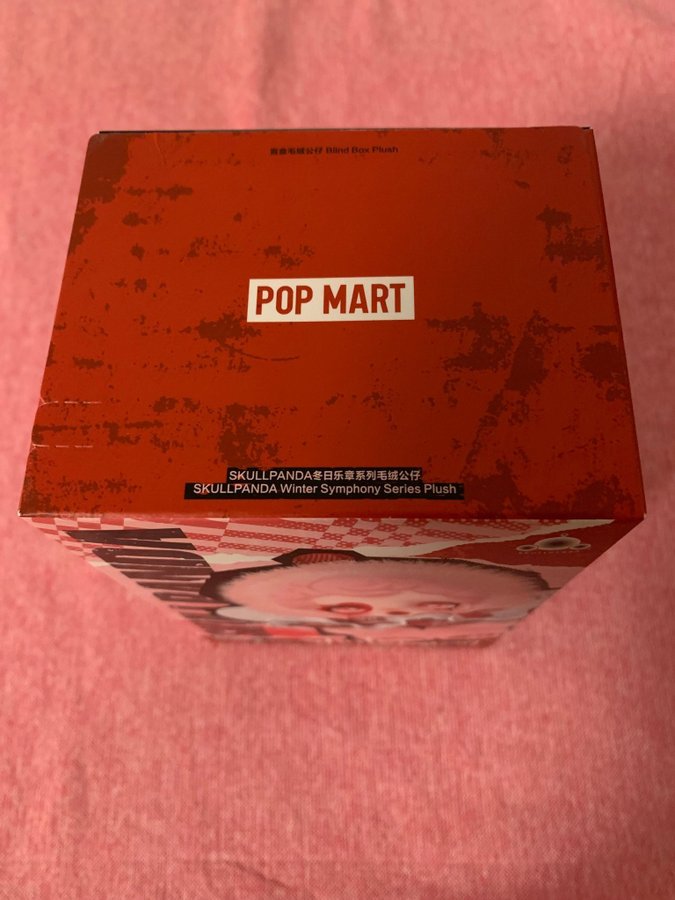 盲盒毛绒公仔 Blind Box Plush
POP MART
SKULLPANDA冬日乐章系列毛绒公仔
SKULLPANDA Winter Symphony Series Plush